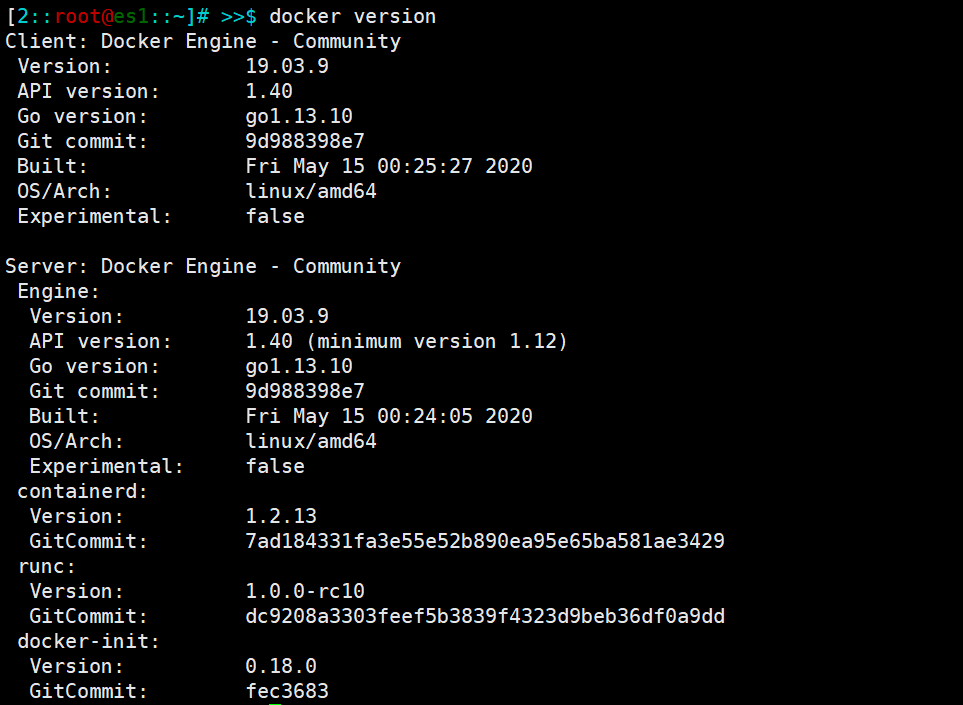 [2::root@es1::~]# >>$ docker version
Client: Docker Engine - Community
 Version:           19.03.9
 API version:       1.40
 Go version:        go1.13.10
 Git commit:        9d988398e7
 Built:             Fri May 15 00:25:27 2020
 OS/Arch:           linux/amd64
 Experimental:      false

Server: Docker Engine - Community
 Engine:
  Version:          19.03.9
  API version:      1.40 (minimum version 1.12)
  Go version:       go1.13.10
  Git commit:       9d988398e7
  Built:            Fri May 15 00:24:05 2020
  OS/Arch:          linux/amd64
  Experimental:     false
 containerd:
  Version:          1.2.13
  GitCommit:        7ad184331fa3e55e52b890ea95e65ba581ae3429
 runc:
  Version:          1.0.0-rc10
  GitCommit:        dc9208a3303feef5b3839f4323d9beb36df0a9dd
 docker-init:
  Version:          0.18.0
  GitCommit:        fec3683